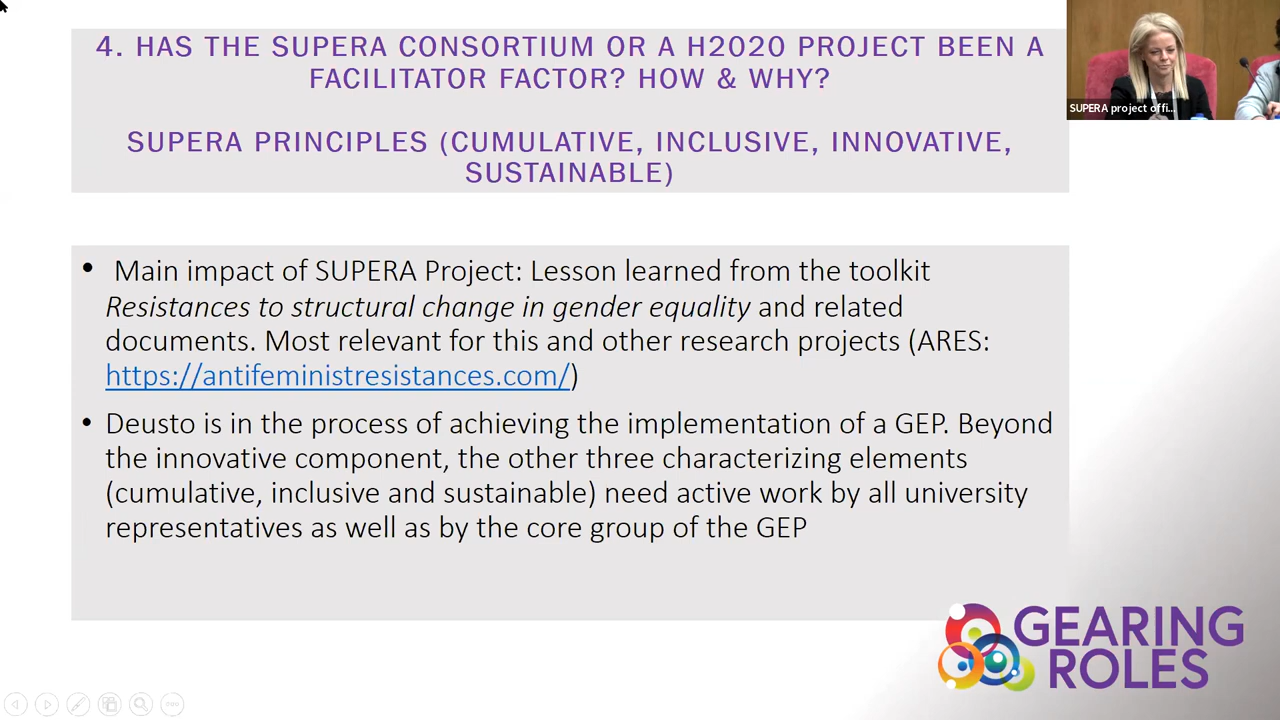 4. HAS THE SUPERA CONSORTIUM OR A H2020 PROJECT BEEN A
FACILITATOR FACTOR? HOW & WHY?
SUPERA PRINCIPLES (CUMULATIVE, INCLUSIVE, INNOVATIVE,
SUSTAINABLE)
SUPERA project offi...
• Main impact of SUPERA Project: Lesson learned from the toolkit
Resistances to structural change in gender equality and related
documents. Most relevant for this and other research projects (ARES:
https://antifeministresistances.com/)
• Deusto is in the process of achieving the implementation of a GEP. Beyond
the innovative component, the other three characterizing elements
(cumulative, inclusive and sustainable) need active work by all university
representatives as well as by the core group of the GEP
GEARING
ROLES